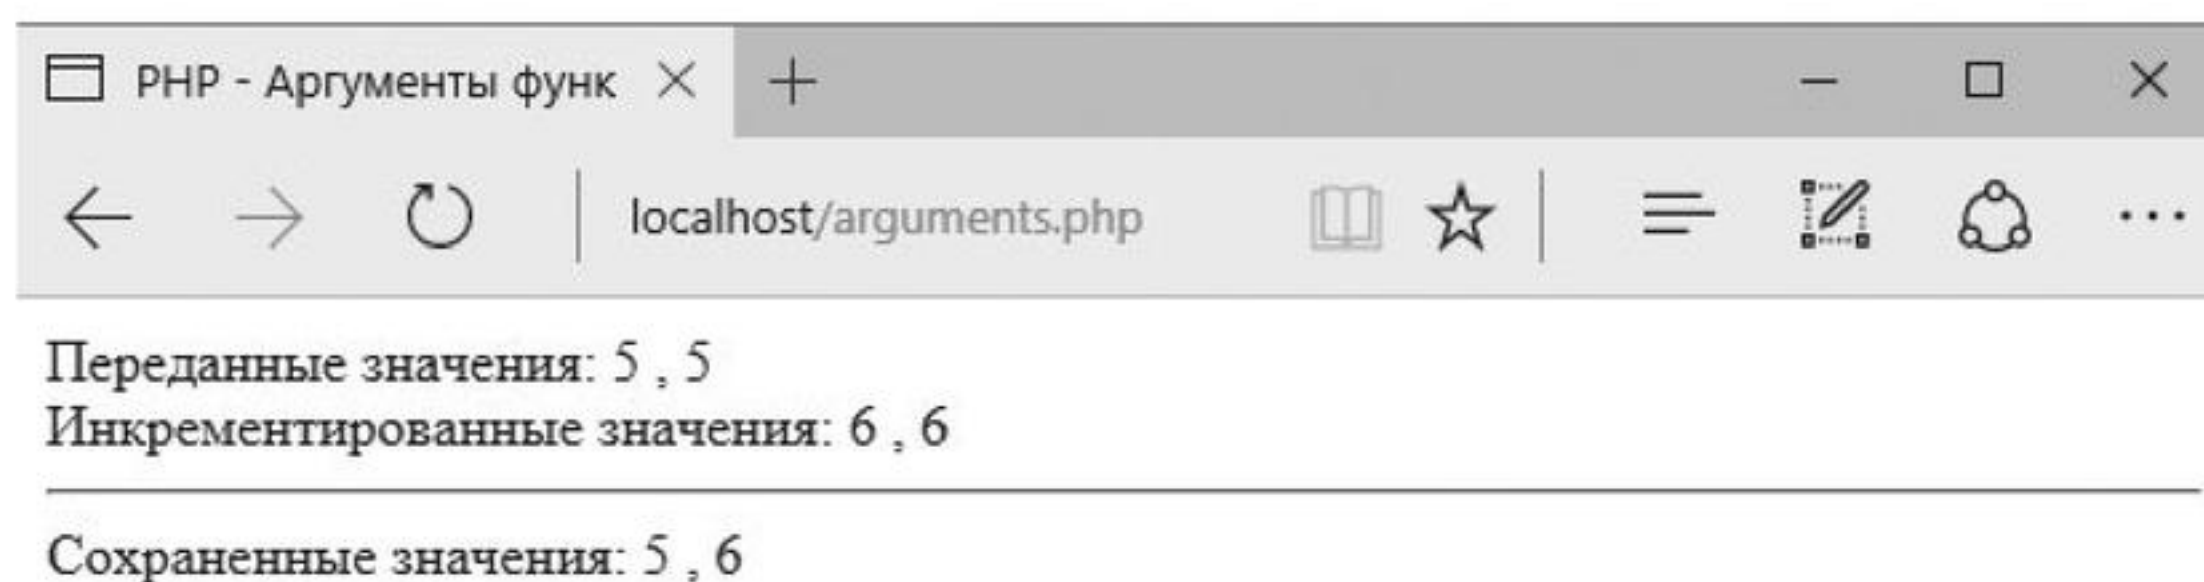 PHP - Аргументы функ
localhost/arguments.php
Переданные значения: 5 , 5
Инкрементированные значения: 6 , 6
Сохраненные значения: 5 , 6